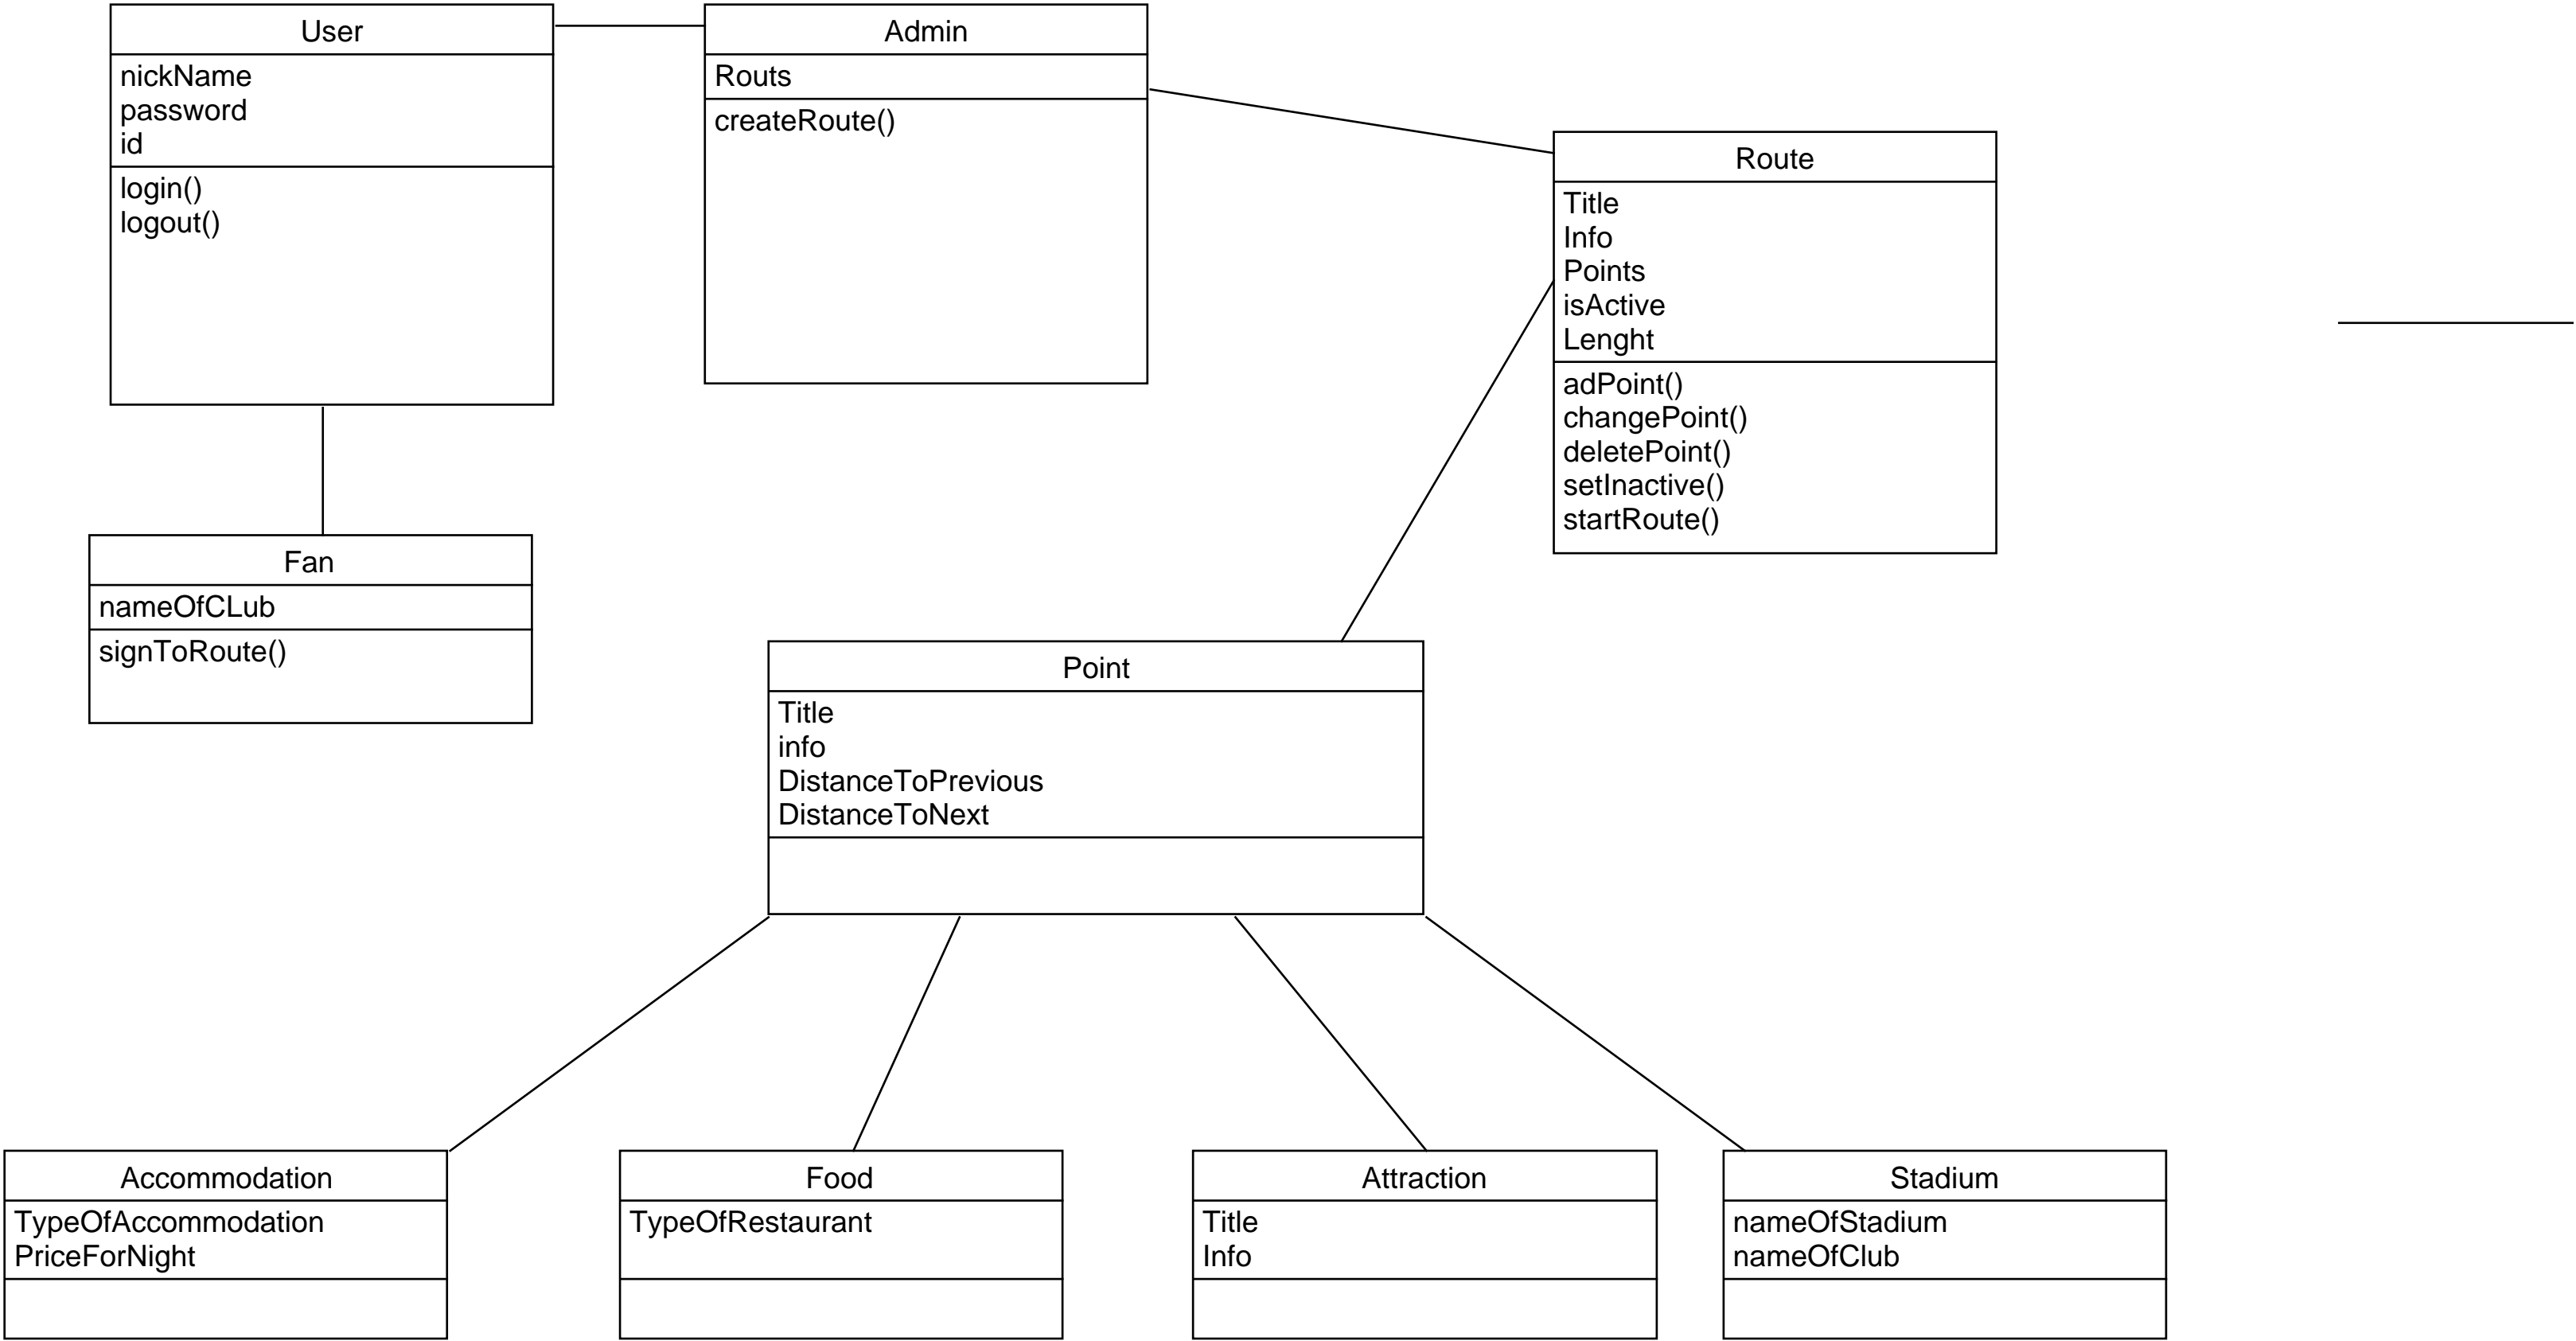 User
nickName
password
id
login()
logout()
Admin
Routs
createRoute()
Route
Title
Info
Points
isActive
Lenght
adPoint()
changePoint()
deletePoint()
setInactive()
startRoute()
Fan
nameOfCLub
signToRoute()
Point
Title
info
DistanceToPrevious
DistanceToNext
Accommodation
TypeOfAccommodation
PriceForNight
Food
TypeOfRestaurant
Attraction
Title
Info
Stadium
nameOfStadium
nameOfClub